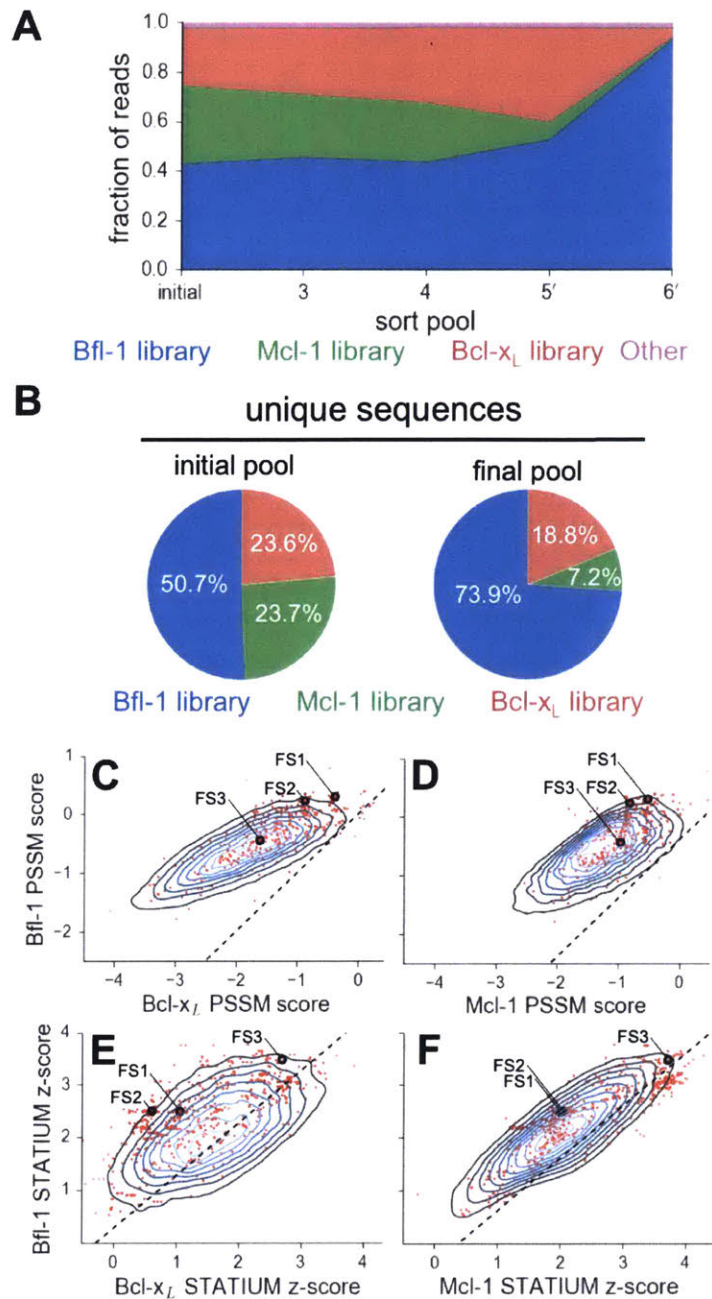 A
fraction of reads
1.0
0.8
0.6
0.4
0.2
0.0
initial 3 4 5′ 6′
sort pool
Bfl-1 library Mcl-1 library Bcl-xL library Other
B
unique sequences
initial pool final pool
50.7% 23.6% 23.7%
73.9% 18.8% 7.2%
Bfl-1 library Mcl-1 library Bcl-xL library
C
Bfl-1 PSSM score
1
0
−1
−2
FS1
FS2
FS3
−4 −3 −2 −1 0
Bcl-xL PSSM score
D
FS1
FS2
FS3
−4 −3 −2 −1 0
Mcl-1 PSSM score
E
Bfl-1 STATIUM z-score
4
3
2
1
FS3
FS1
FS2
0 1 2 3 4
Bcl-xL STATIUM z-score
F
FS3
FS2
FS1
0 1 2 3 4
Mcl-1 STATIUM z-score